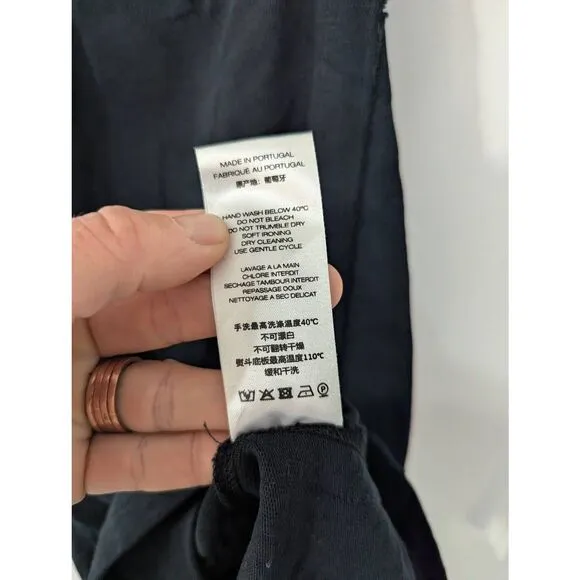 MADE IN PORTUGAL
FABRIQUÉ AU PORTUGAL
原产地：葡萄牙
HAND WASH BELOW 40ºC
DO NOT BLEACH
DO NOT TRUMBLE DRY
SOFT IRONING
DRY CLEANING
USE GENTLE CYCLE
LAVAGE A LA MAIN
CHLORE INTERDIT
SECHAGE TAMBOUR INTERDIT
REPASSAGE DOUX
NETTOYAGE A SEC DELICAT
手洗最高洗涤温度40℃
不可漂白
不可翻转干燥
熨斗底板最高温度110℃
缓和干洗